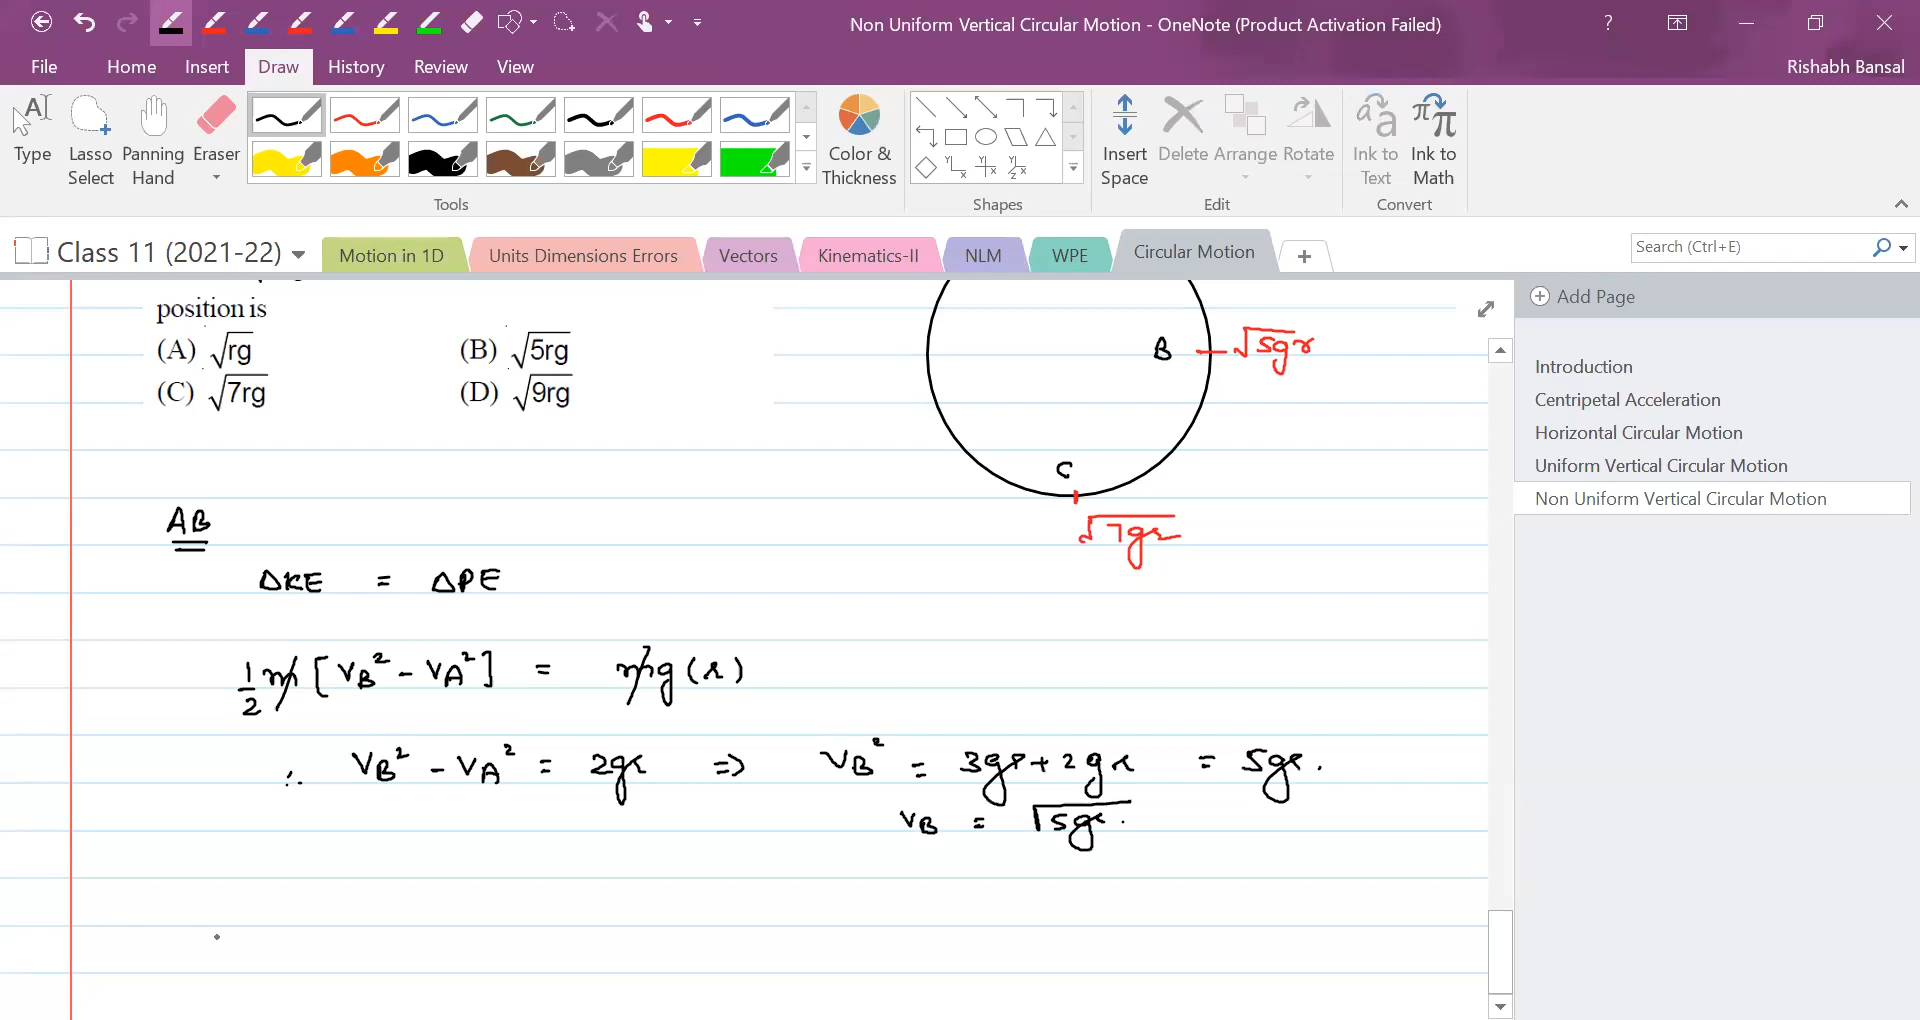 Non Uniform Vertical Circular Motion - OneNote (Product Activation Failed)
?
File Home Insert Draw History Review View
Rishabh Bansal
Type
Lasso Select
Panning Hand
Eraser
Color & Thickness
Insert Space
Delete
Arrange
Rotate
Ink to Text
Ink to Math
Tools
Shapes
Edit
Convert
Class 11 (2021-22)
Motion in 1D
Units Dimensions Errors
Vectors
Kinematics-II
NLM
WPE
Circular Motion
+
Search (Ctrl+E)
position is
(A) √rg (B) √5rg
(C) √7rg (D) √9rg
B √5gr
C
√7gr
AB
ΔKE = ΔPE
1/2 m [VB² - VA²] = mg(r)
∴ VB² - VA² = 2gr ⇒ VB² = 3gr + 2gr = 5gr.
VB = √5gr.
Add Page
Introduction
Centripetal Acceleration
Horizontal Circular Motion
Uniform Vertical Circular Motion
Non Uniform Vertical Circular Motion